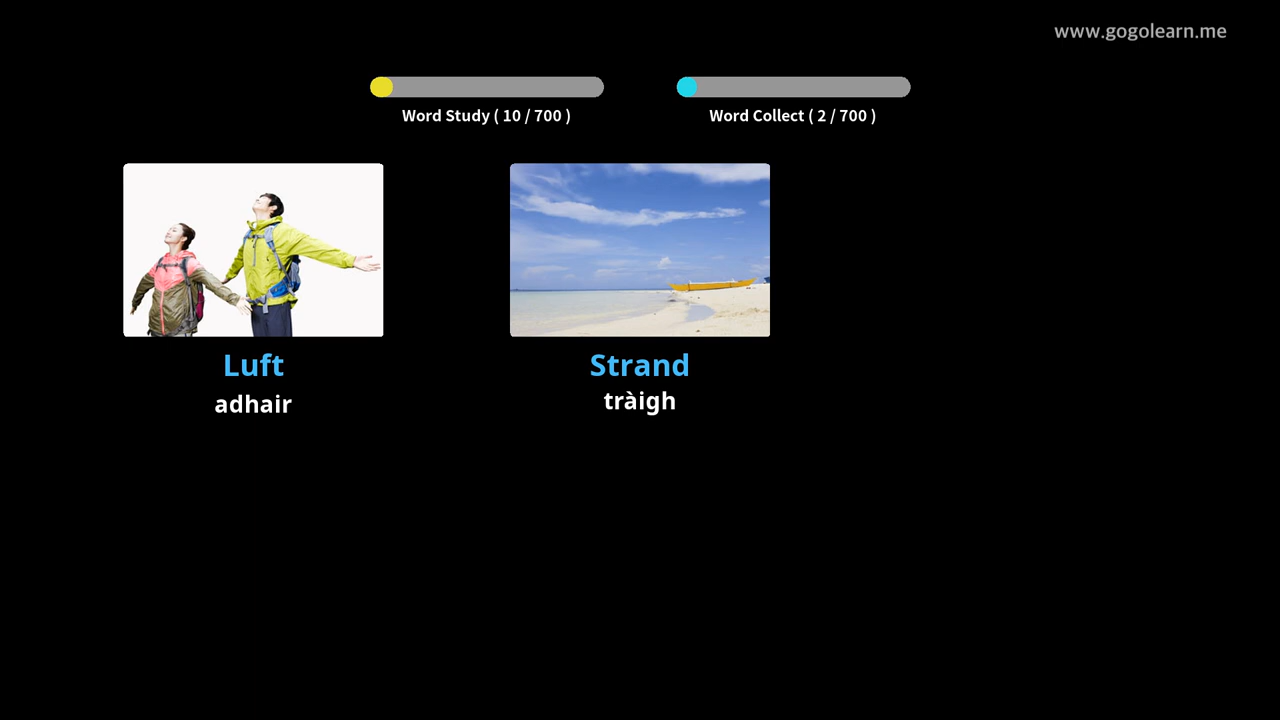 www.gogolearn.me
Word Study ( 10 / 700 )
Word Collect ( 2 / 700 )
Luft
adhair
Strand
tràigh